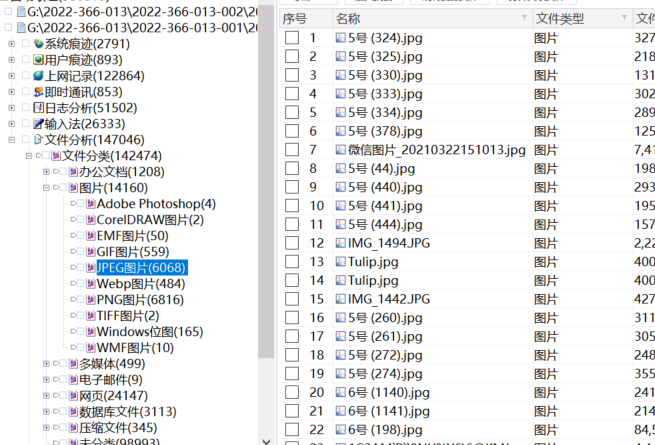 G:\2022-366-013\2022-366-013-002\20
G:\2022-366-013\2022-366-013-001\20
系统痕迹(2791)
用户痕迹(893)
上网记录(122864)
即时通讯(853)
日志分析(51502)
输入法(26333)
文件分析(147046)
文件分类(142474)
办公文档(1208)
图片(14160)
Adobe Photoshop(4)
CorelDRAW图片(2)
EMF图片(50)
GIF图片(559)
JPEG图片(6068)
Webp图片(484)
PNG图片(6816)
TIFF图片(2)
Windows位图(165)
WMF图片(10)
多媒体(499)
电子邮件(9)
网页(24147)
数据库文件(3113)
压缩文件(345)
未分类(98993)
序号 名称 文件类型 文
1 5号 (324).jpg 图片 327
2 5号 (325).jpg 图片 218
3 5号 (330).jpg 图片 131
4 5号 (333).jpg 图片 302
5 5号 (334).jpg 图片 289
6 5号 (378).jpg 图片 125
7 微信图片_20210322151013.jpg 图片 7,41
8 5号 (44).jpg 图片 198
9 5号 (440).jpg 图片 293
10 5号 (441).jpg 图片 195
11 5号 (444).jpg 图片 157
12 IMG_1494.JPG 图片 2,22
13 Tulip.jpg 图片 400
14 Tulip.jpg 图片 400
15 IMG_1442.JPG 图片 427
16 5号 (260).jpg 图片 311
17 5号 (261).jpg 图片 305
18 5号 (272).jpg 图片 248
19 5号 (274).jpg 图片 355
20 6号 (1140).jpg 图片 241
21 6号 (1141).jpg 图片 214
22 6号 (198).jpg 图片 84,5